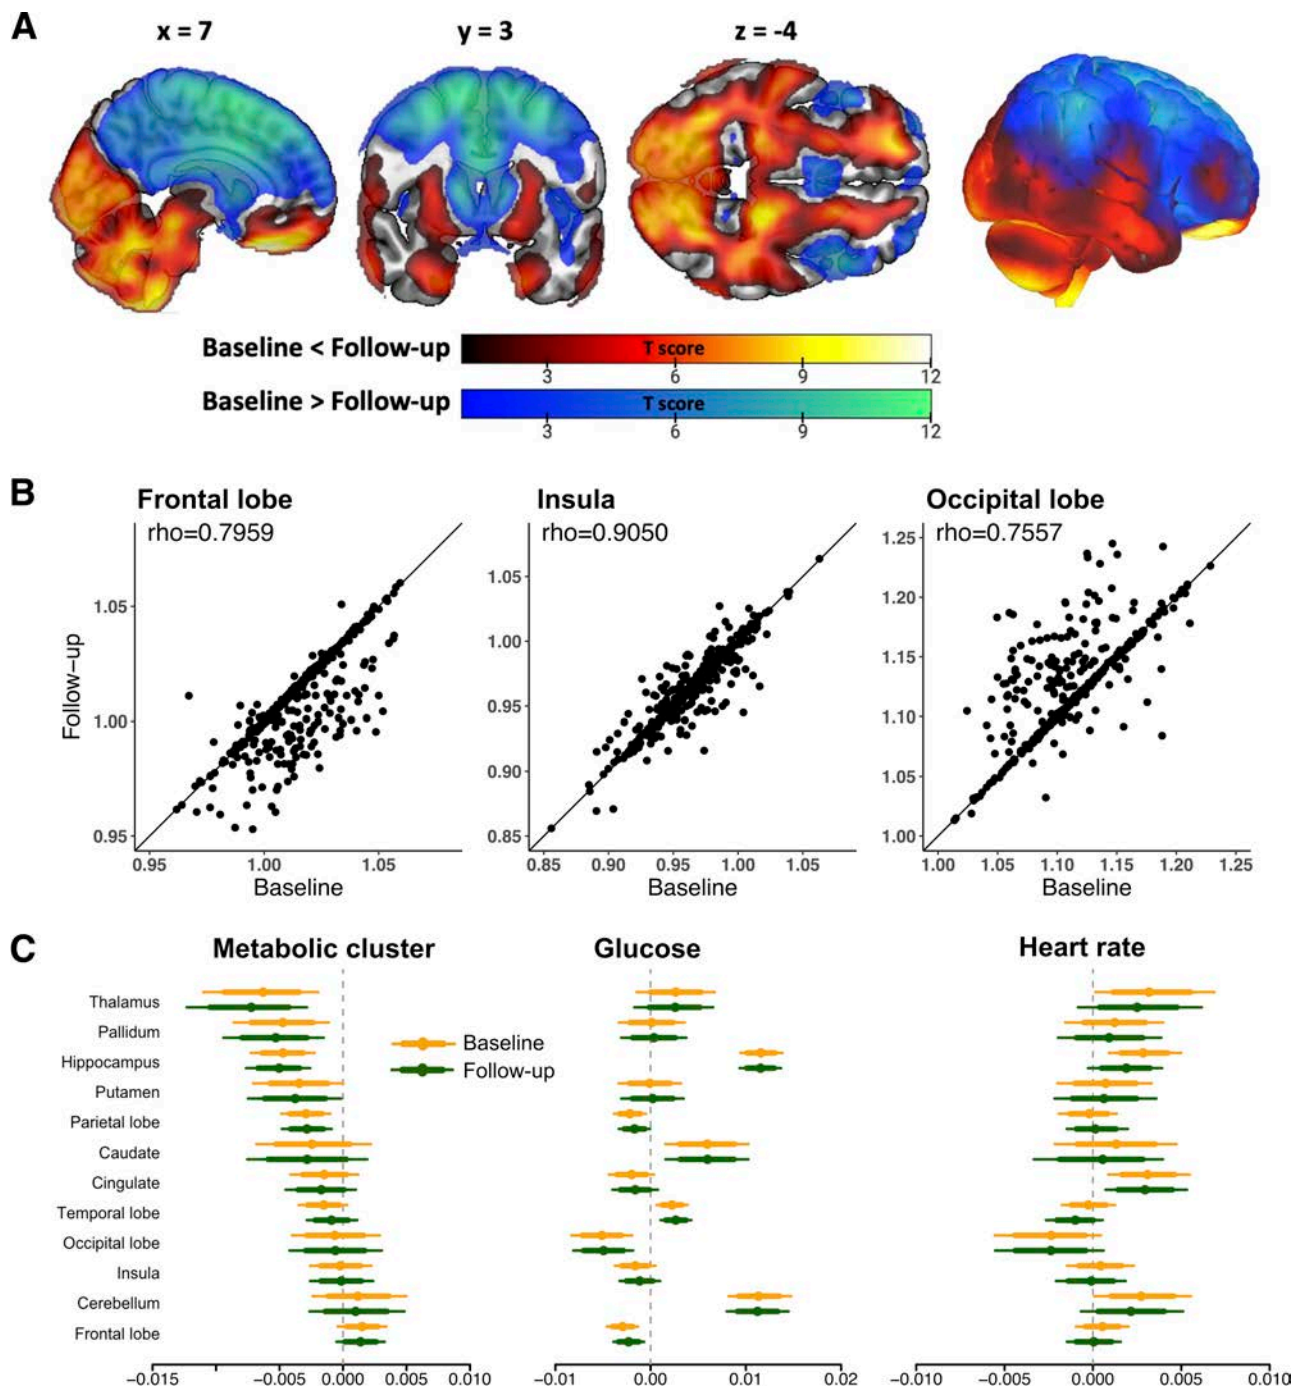 A
x = 7 y = 3 z = -4
Baseline < Follow-up T score
3 6 9 12
Baseline > Follow-up T score
3 6 9 12
B
Frontal lobe Insula Occipital lobe
rho=0.7959 rho=0.9050 rho=0.7557
Follow-up
1.05
1.00
0.95
0.95 1.00 1.05
Baseline
1.05
1.00
0.95
0.90
0.85
0.85 0.90 0.95 1.00
Baseline
1.25
1.20
1.15
1.10
1.05
1.00
1.00 1.05 1.10 1.15 1.20 1.25
Baseline
C
Metabolic cluster Glucose Heart rate
Thalamus
Pallidum
Hippocampus
Putamen
Parietal lobe
Caudate
Cingulate
Temporal lobe
Occipital lobe
Insula
Cerebellum
Frontal lobe
Baseline
Follow-up
−0.015 −0.005 0.000 0.005 0.010
−0.01 0.00 0.01 0.02
−0.010 −0.005 0.000 0.005 0.010